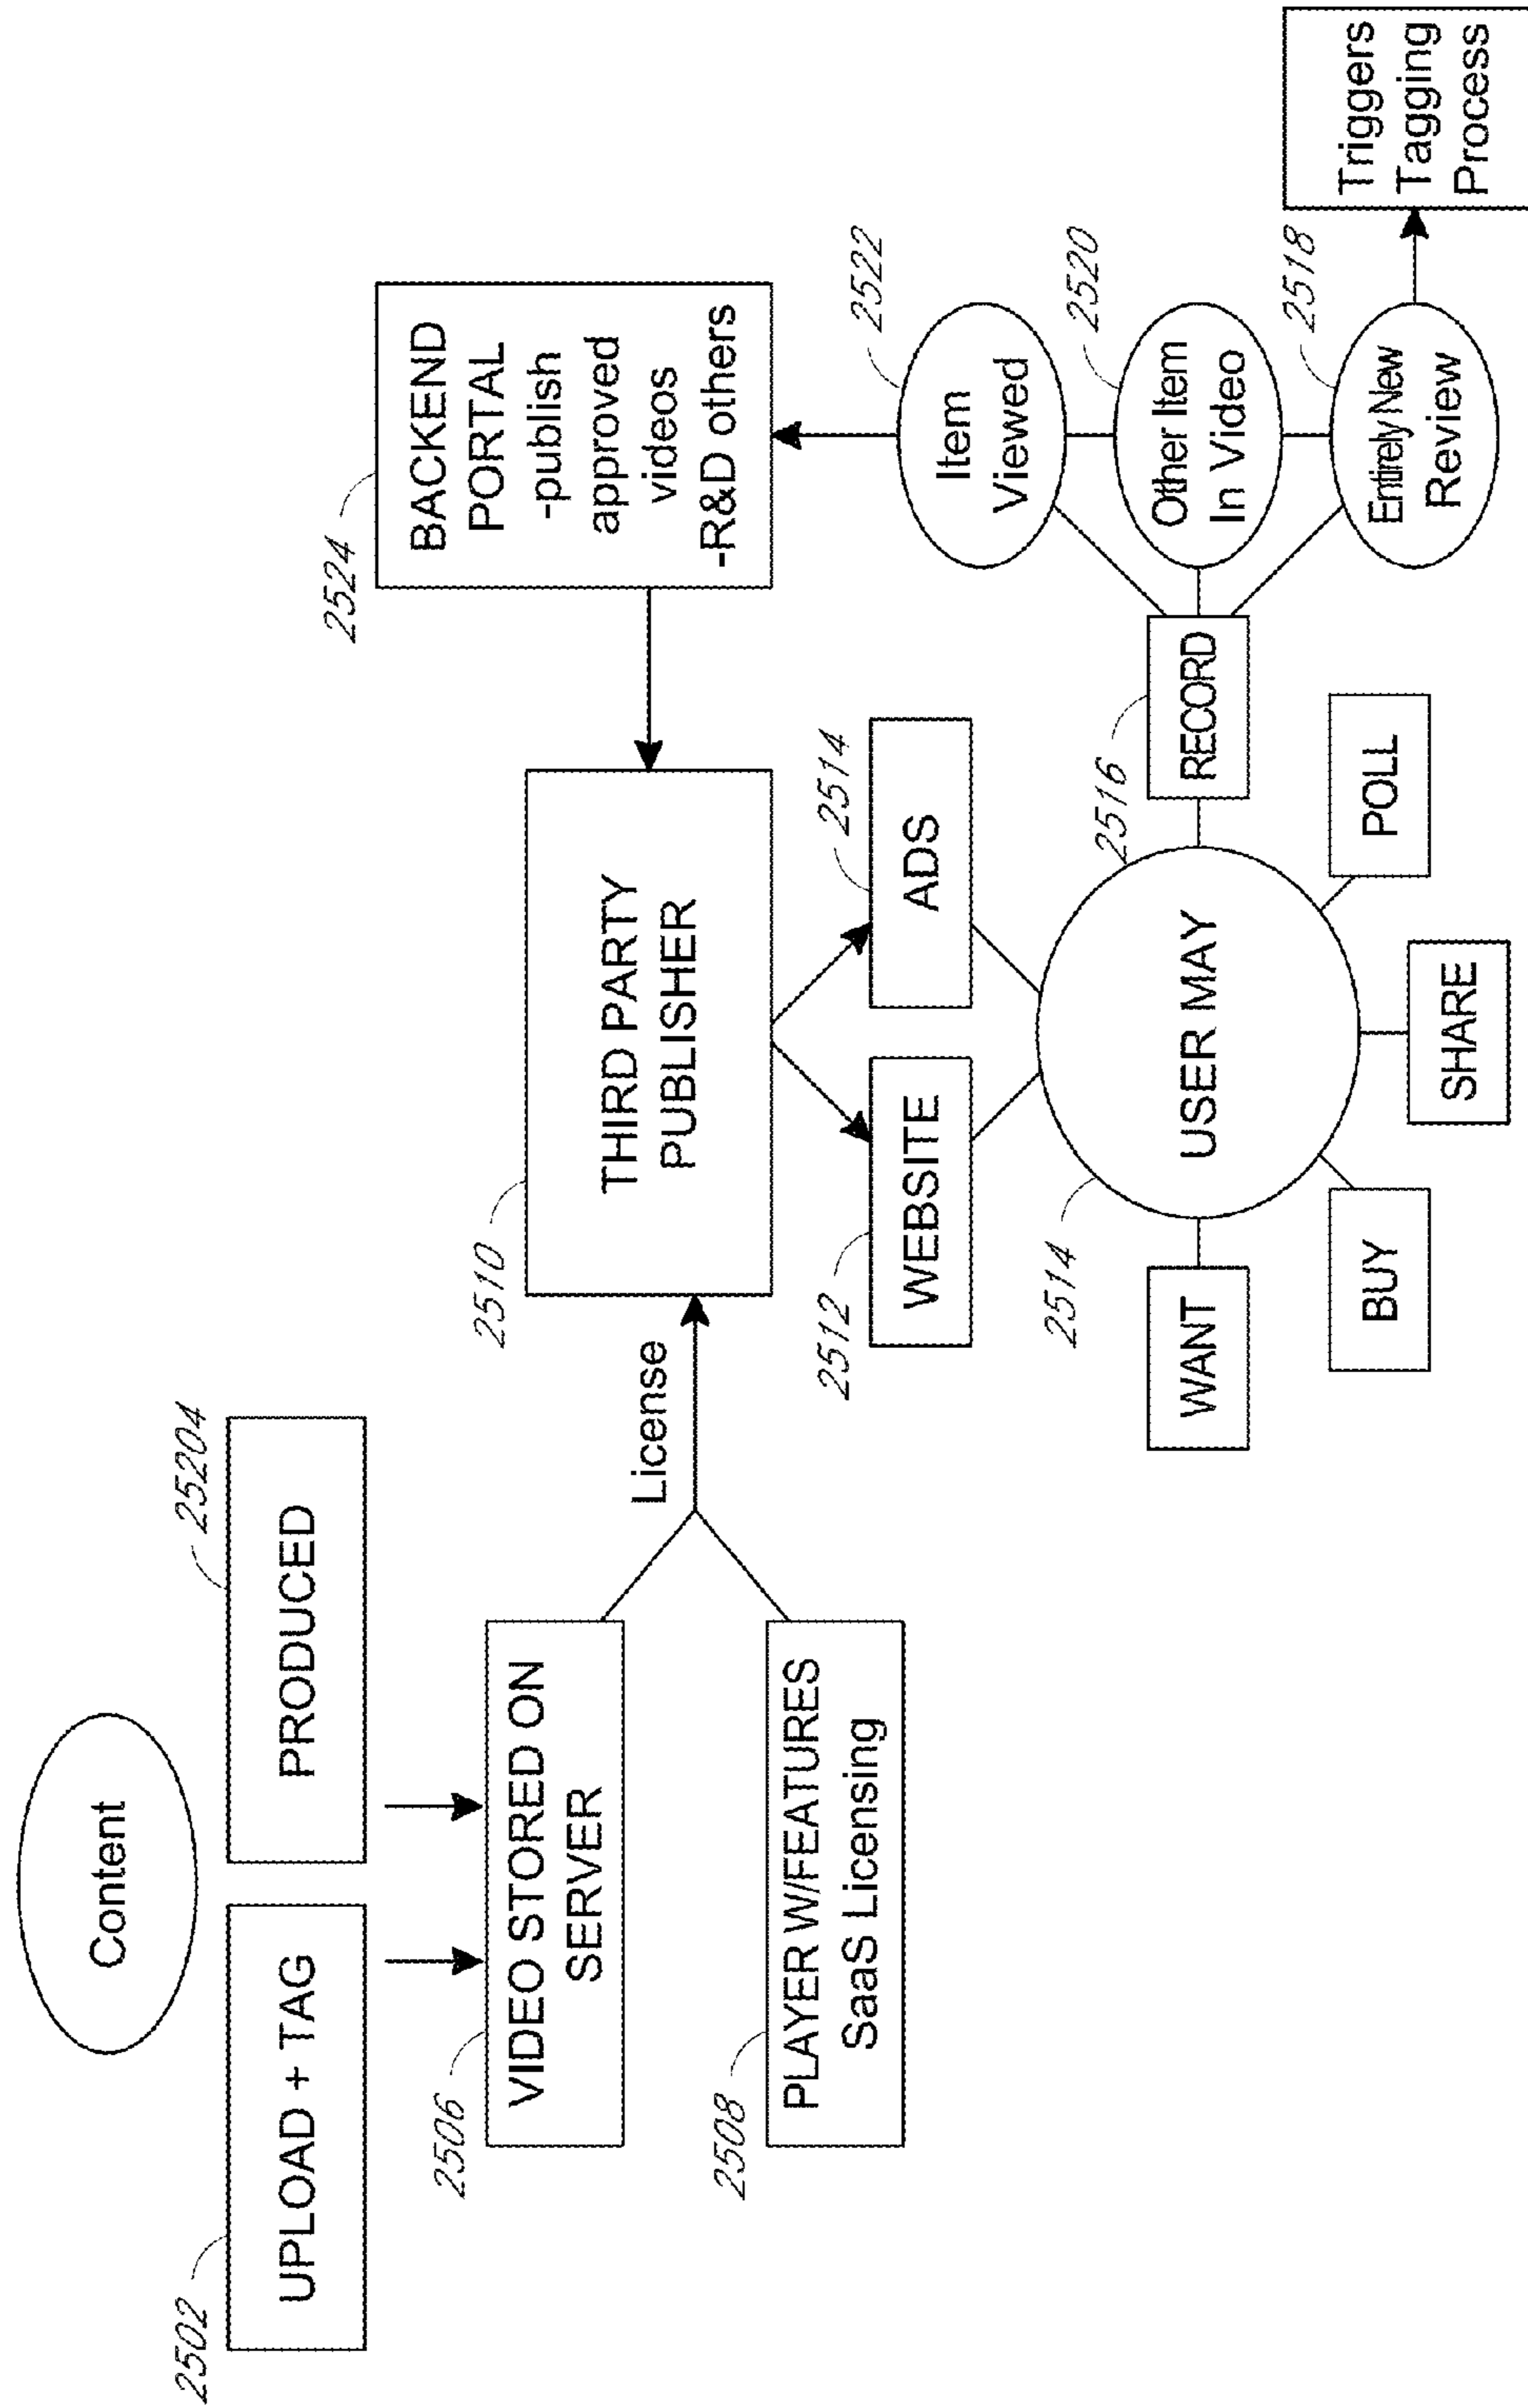 Content
2502
UPLOAD + TAG
25204
PRODUCED
2506
VIDEO STORED ON
SERVER
2508
PLAYER W/FEATURES
SaaS Licensing
License
2510
THIRD PARTY
PUBLISHER
2524
BACKEND
PORTAL
-publish
approved
videos
-R&D others
2512
WEBSITE
2514
ADS
2514
USER MAY
WANT
BUY
SHARE
POLL
2516
RECORD
2522
Item
Viewed
2520
Other Item
In Video
2518
Entirely New
Review
Triggers
Tagging
Process